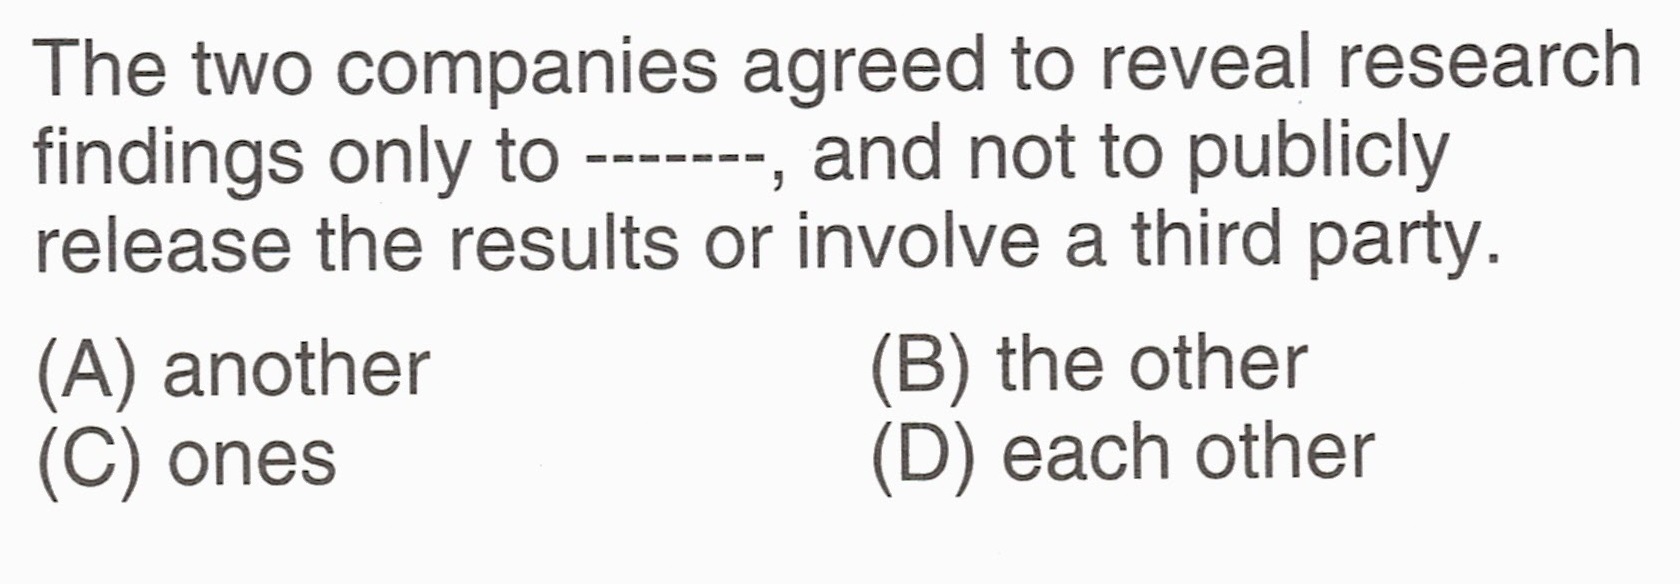 The two companies agreed to reveal research
findings only to -------, and not to publicly
release the results or involve a third party.
(A) another
(B) the other
(C) ones
(D) each other